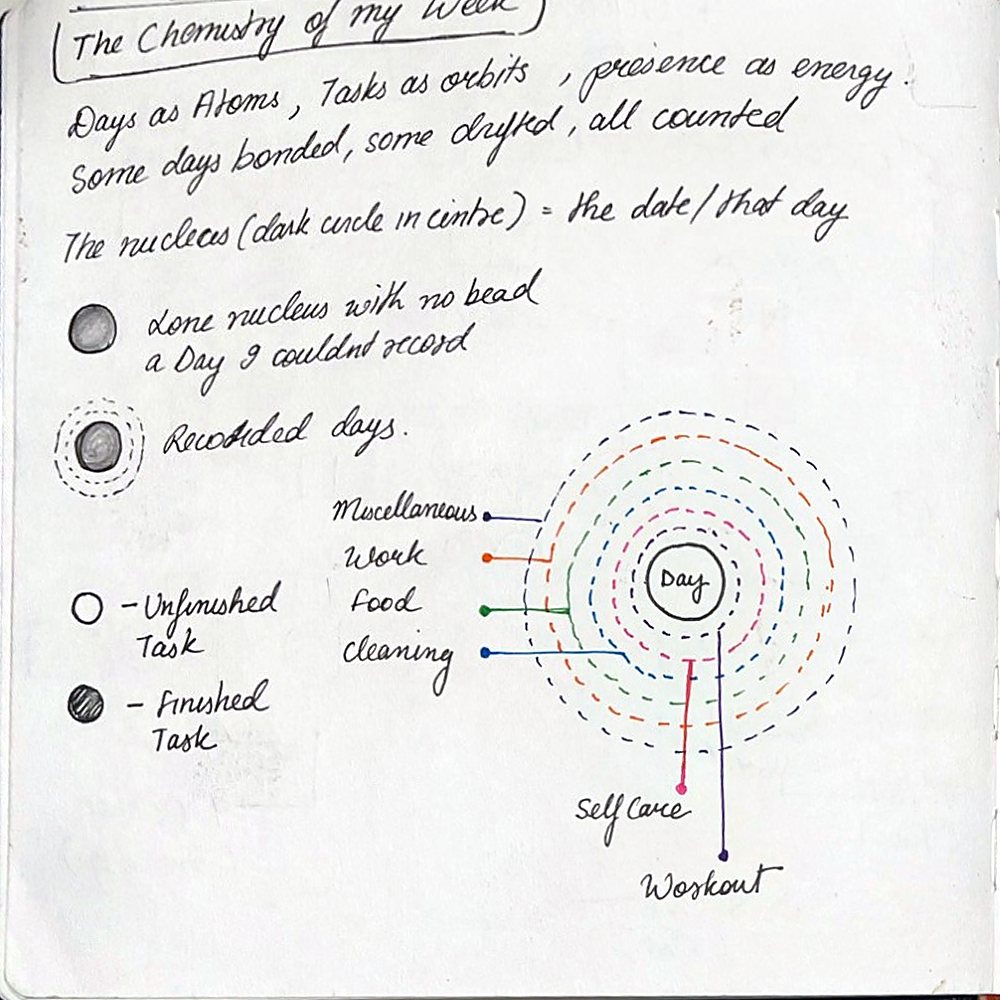 The Chemistry of my Week
Days as Atoms, Tasks as orbits, presence as energy.
Some days bonded, some drifted, all counted
The nucleus (dark circle in centre) = the date/that day
Lone nucleus with no bead
a Day I couldnt record
Recorded days.
Miscellaneous
Work
Food
Cleaning
Day
- Unfinished
Task
- Finished
Task
Self Care
Workout